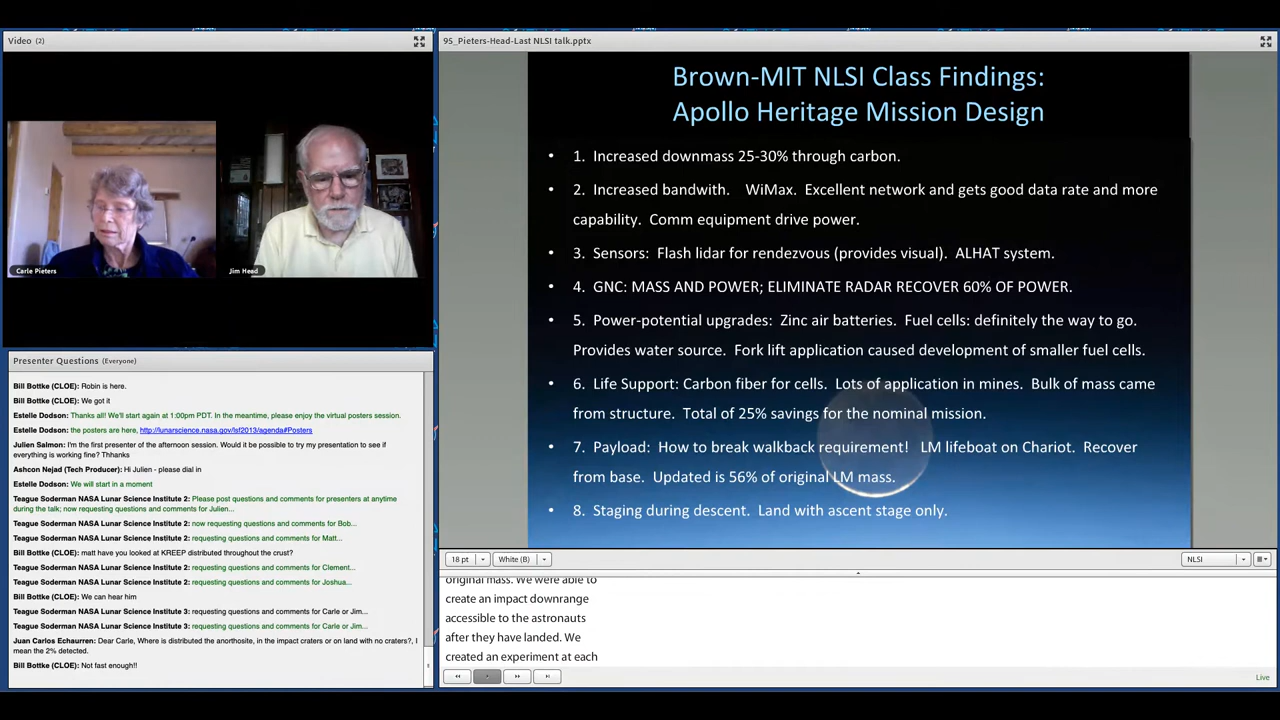 Video (2)
Carle Pieters
Jim Head
Presenter Questions (Everyone)
Bill Bottke (CLOE): Robin is here.
Bill Bottke (CLOE): We got it
Estelle Dodson: Thanks all! We'll start again at 1:00pm PDT. In the meantime, please enjoy the virtual posters session.
Estelle Dodson: the posters are here, http://lunarscience.nasa.gov/lsf2013/agenda#Posters
Julien Salmon: I'm the first presenter of the afternoon session. Would it be possible to try my presentation to see
if everything is working fine? Thhanks
Ashcon Nejad (Tech Producer): Hi Julien - please dial in
Estelle Dodson: We will start in a moment
Teague Soderman NASA Lunar Science Institute 2: Please post questions and comments for presenters at anytime
during the talk; now requesting questions and comments for Julien...
Teague Soderman NASA Lunar Science Institute 2: now requesting questions and comments for Bob...
Teague Soderman NASA Lunar Science Institute 2: requesting questions and comments for Matt...
Bill Bottke (CLOE): matt have you looked at KREEP distributed throughout the crust?
Teague Soderman NASA Lunar Science Institute 2: requesting questions and comments for Clement...
Teague Soderman NASA Lunar Science Institute 2: requesting questions and comments for Joshua...
Bill Bottke (CLOE): We can hear him
Teague Soderman NASA Lunar Science Institute 3: requesting questions and comments for Carle or Jim...
Teague Soderman NASA Lunar Science Institute 3: requesting questions and comments for Carle or Jim...
Juan Carlos Echaurren: Dear Carle, Where is distributed the anorthosite, in the impact craters or on land with no craters?, I
mean the 2% detected.
Bill Bottke (CLOE): Not fast enough!!
95_Pieters-Head-Last NLSI talk.pptx
Brown-MIT NLSI Class Findings:
Apollo Heritage Mission Design
• 1. Increased downmass 25-30% through carbon.
• 2. Increased bandwith. WiMax. Excellent network and gets good data rate and more
capability. Comm equipment drive power.
• 3. Sensors: Flash lidar for rendezvous (provides visual). ALHAT system.
• 4. GNC: MASS AND POWER; ELIMINATE RADAR RECOVER 60% OF POWER.
• 5. Power-potential upgrades: Zinc air batteries. Fuel cells: definitely the way to go.
Provides water source. Fork lift application caused development of smaller fuel cells.
• 6. Life Support: Carbon fiber for cells. Lots of application in mines. Bulk of mass came
from structure. Total of 25% savings for the nominal mission.
• 7. Payload: How to break walkback requirement! LM lifeboat on Chariot. Recover
from base. Updated is 56% of original LM mass.
• 8. Staging during descent. Land with ascent stage only.
18 pt
White (B)
NLSI
original mass. We were able to
create an impact downrange
accessible to the astronauts
after they have landed. We
created an experiment at each
Live